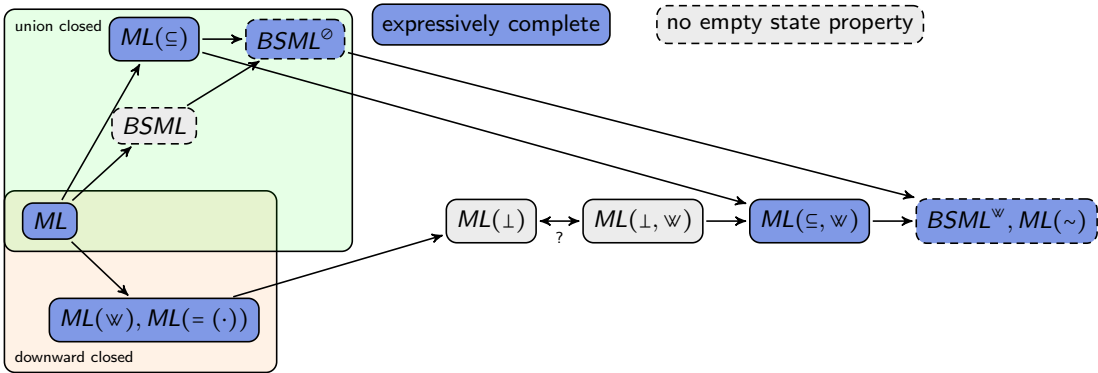 union closed
ML(⊆)
BSML^⊘
expressively complete
no empty state property
BSML
ML
ML(⊥)
?
ML(⊥, ⩖)
ML(⊆, ⩖)
BSML^⩖, ML(~)
ML(⩖), ML(= (·))
downward closed